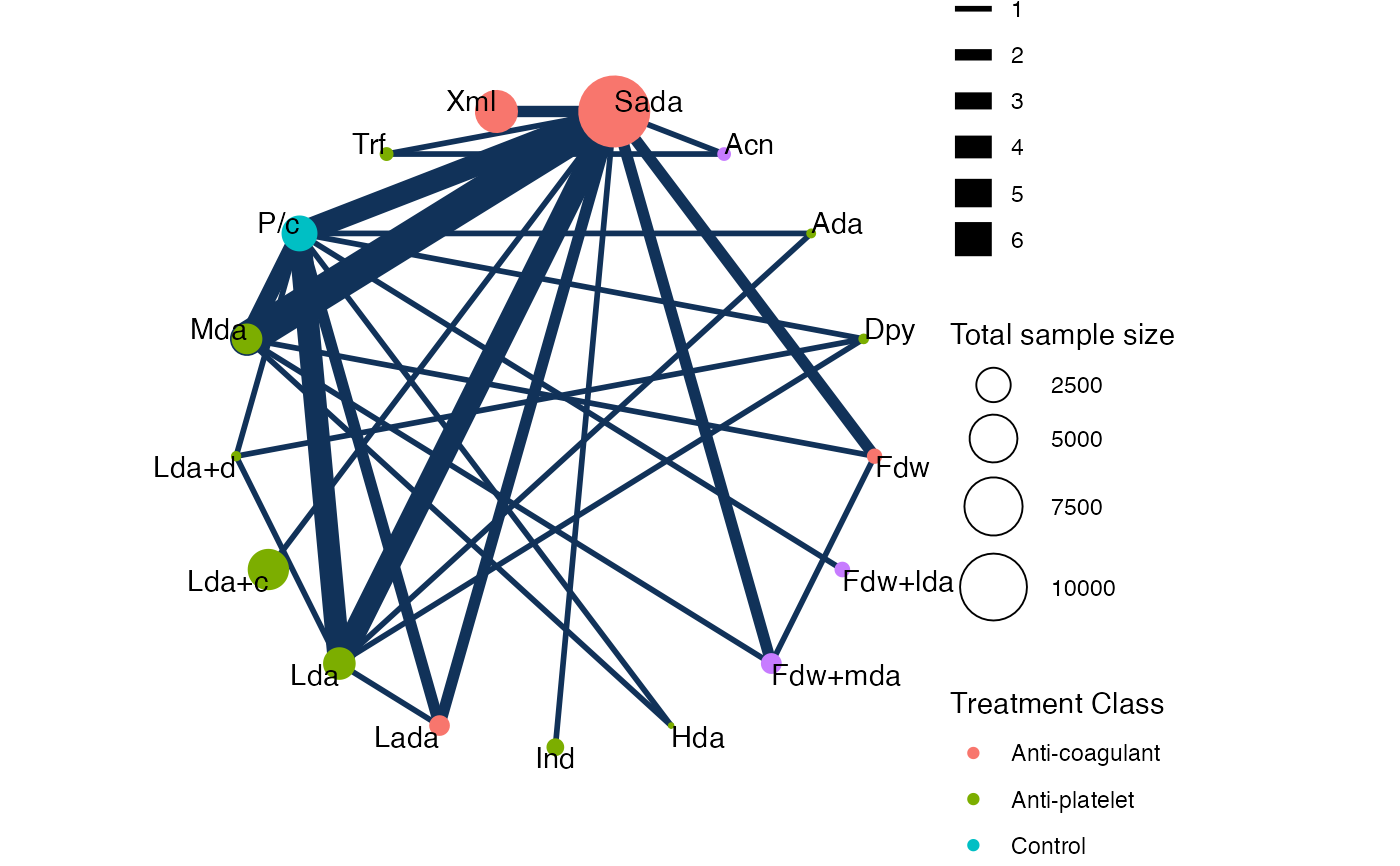 Xml
Sada
Trf
Acn
P/c
Ada
Mda
Dpy
Lda+d
Fdw
Lda+c
Fdw+lda
Lda
Fdw+mda
Lada
Ind
Hda
1
2
3
4
5
6
Total sample size
2500
5000
7500
10000
Treatment Class
Anti-coagulant
Anti-platelet
Control